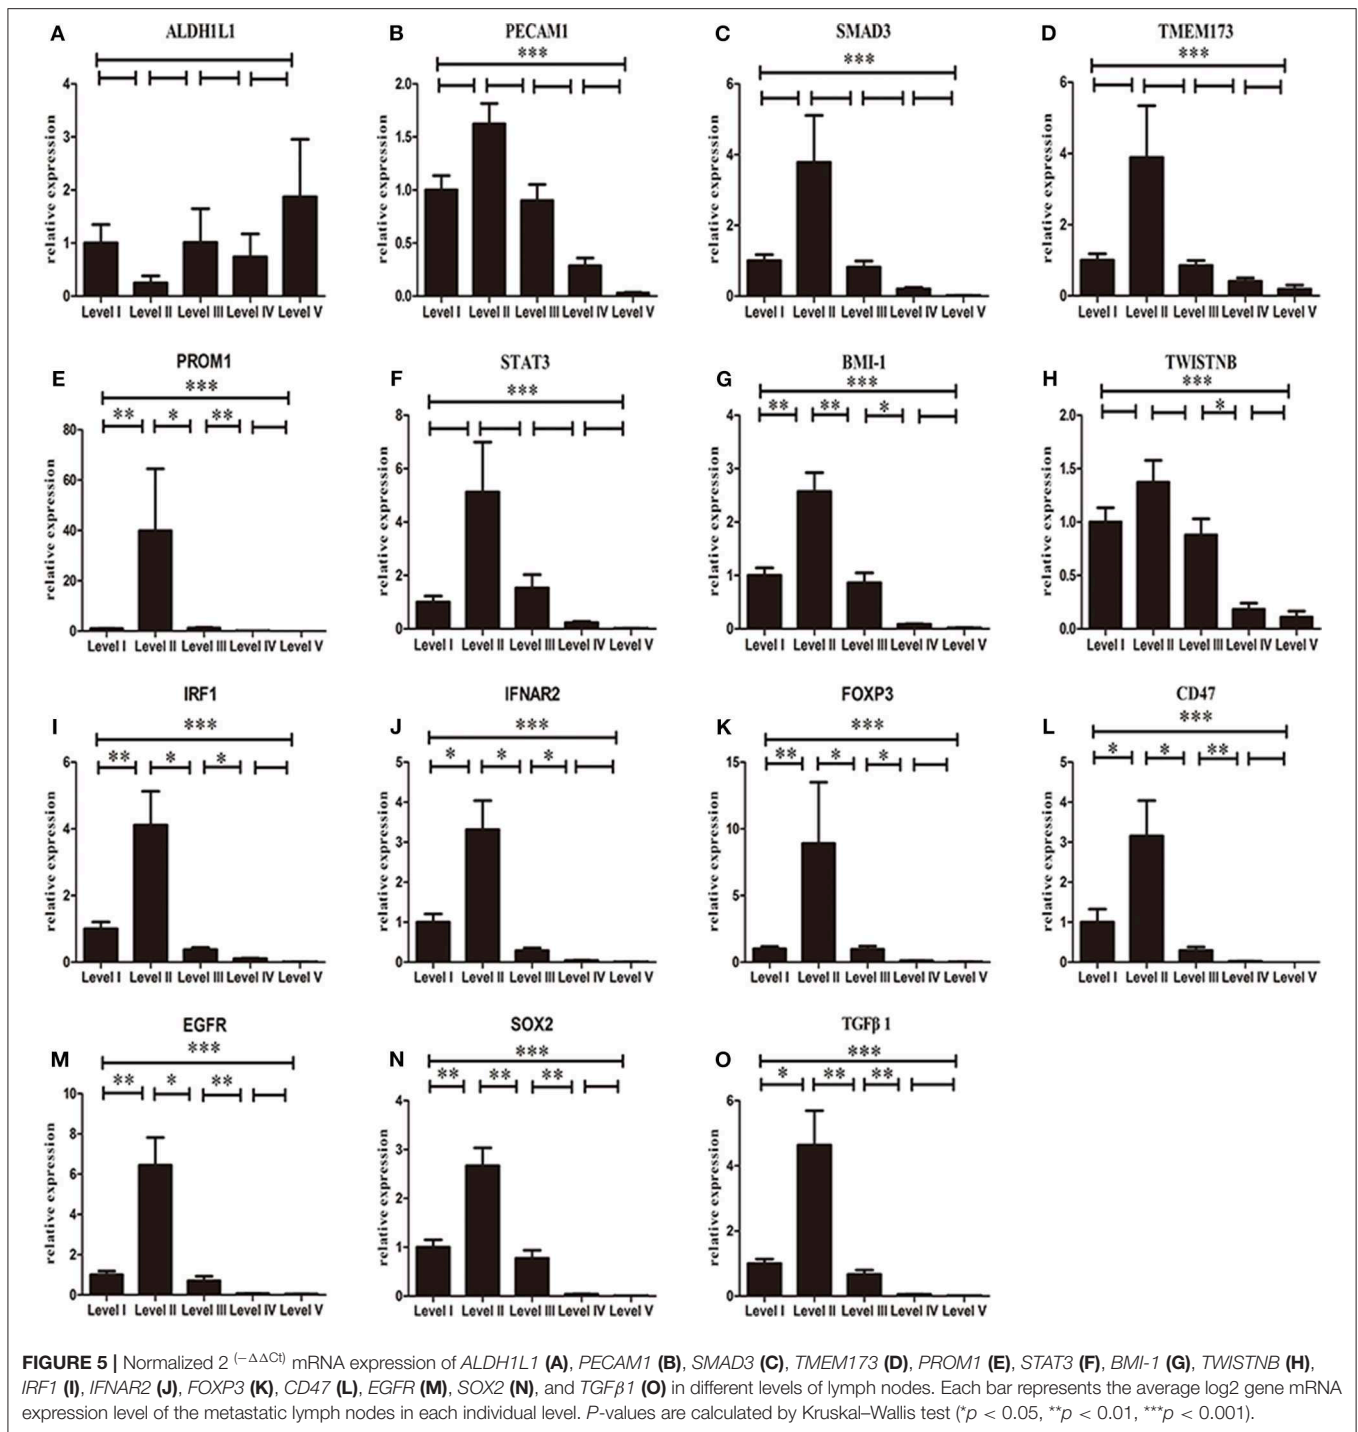 A ALDH1L1
relative expression
4
3
2
1
0
Level I Level II Level III Level IV Level V
B PECAM1
***
relative expression
2.0
1.5
1.0
0.5
0.0
Level I Level II Level III Level IV Level V
C SMAD3
***
relative expression
6
4
2
0
Level I Level II Level III Level IV Level V
D TMEM173
***
relative expression
6
4
2
0
Level I Level II Level III Level IV Level V
E PROM1
***
** * **
relative expression
80
60
40
20
0
Level I Level II Level III Level IV Level V
F STAT3
***
relative expression
8
6
4
2
0
Level I Level II Level III Level IV Level V
G BMI-1
***
** ** *
relative expression
4
3
2
1
0
Level I Level II Level III Level IV Level V
H TWISTNB
***
*
relative expression
2.0
1.5
1.0
0.5
0.0
Level I Level II Level III Level IV Level V
I IRF1
***
** * *
relative expression
6
4
2
0
Level I Level II Level III Level IV Level V
J IFNAR2
***
* * *
relative expression
5
4
3
2
1
0
Level I Level II Level III Level IV Level V
K FOXP3
***
** * *
relative expression
15
10
5
0
Level I Level II Level III Level IV Level V
L CD47
***
* * **
relative expression
5
4
3
2
1
0
Level I Level II Level III Level IV Level V
M EGFR
***
** * **
relative expression
10
8
6
4
2
0
Level I Level II Level III Level IV Level V
N SOX2
***
** ** **
relative expression
4
3
2
1
0
Level I Level II Level III Level IV Level V
O TGFβ 1
***
* ** **
relative expression
6
4
2
0
Level I Level II Level III Level IV Level V
FIGURE 5 | Normalized 2 (−ΔΔCt) mRNA expression of ALDH1L1 (A), PECAM1 (B), SMAD3 (C), TMEM173 (D), PROM1 (E), STAT3 (F), BMI-1 (G), TWISTNB (H),
IRF1 (I), IFNAR2 (J), FOXP3 (K), CD47 (L), EGFR (M), SOX2 (N), and TGFβ1 (O) in different levels of lymph nodes. Each bar represents the average log2 gene mRNA
expression level of the metastatic lymph nodes in each individual level. P-values are calculated by Kruskal–Wallis test (*p < 0.05, **p < 0.01, ***p < 0.001).